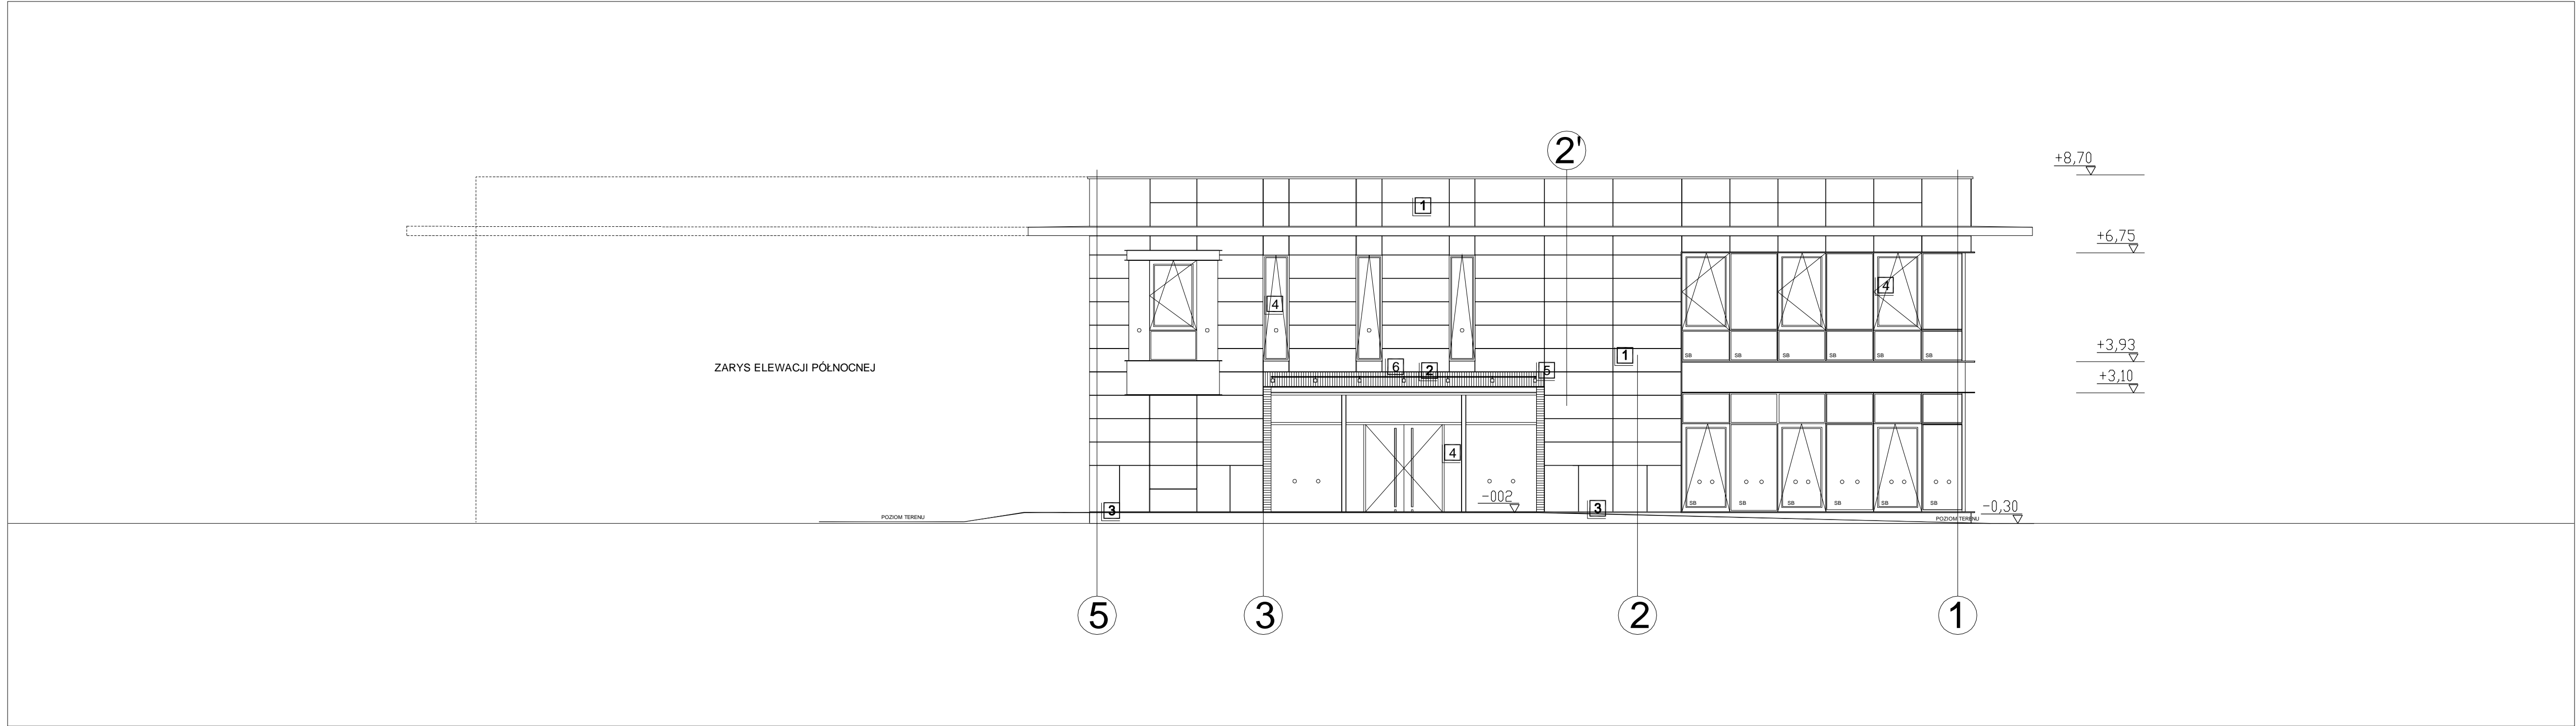 2'
+8,70
1
+6,75
4
4
+3,93
1
SB SB SB SB SB SB
ZARYS ELEWACJI PÓŁNOCNEJ
6 2 5
+3,10
4
-002
SB SB SB SB SB SB
3 3
-0,30
POZIOM TERENU
POZIOM TERENU
5 3 2 1